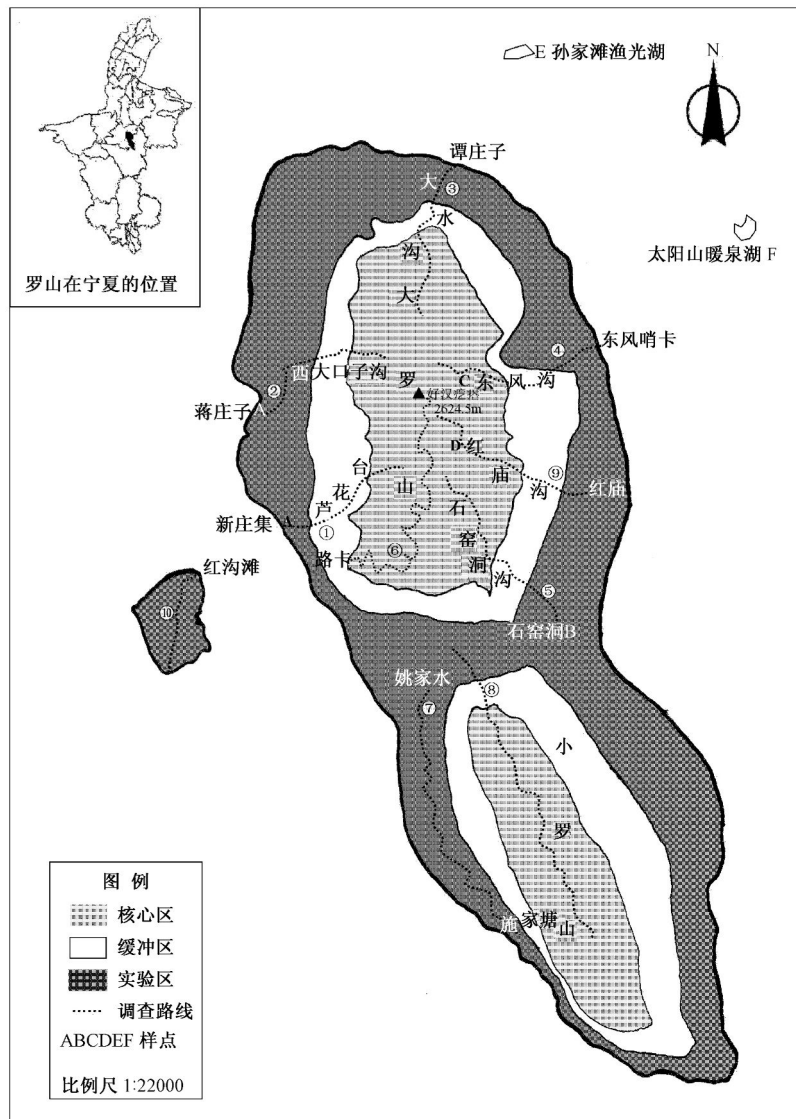 E 孙家滩渔光湖
N
谭庄子
大
③
水
沟
太阳山暖泉湖 F
罗山在宁夏的位置
大
东风哨卡
④
西大口子沟
罗
C 东风沟
②
蒋庄子 A
好汉疙瘩
2624.5m
D 红庙沟
⑨
红庙
芦花台
山
石窑洞沟
新庄集 A
①
路卡
⑥
⑤
红沟滩
⑩
石窑洞B
姚家水
⑦
⑧
小
罗
山
施家塘
图 例
核心区
缓冲区
实验区
调查路线
ABCDEF 样点
比例尺 1:22000